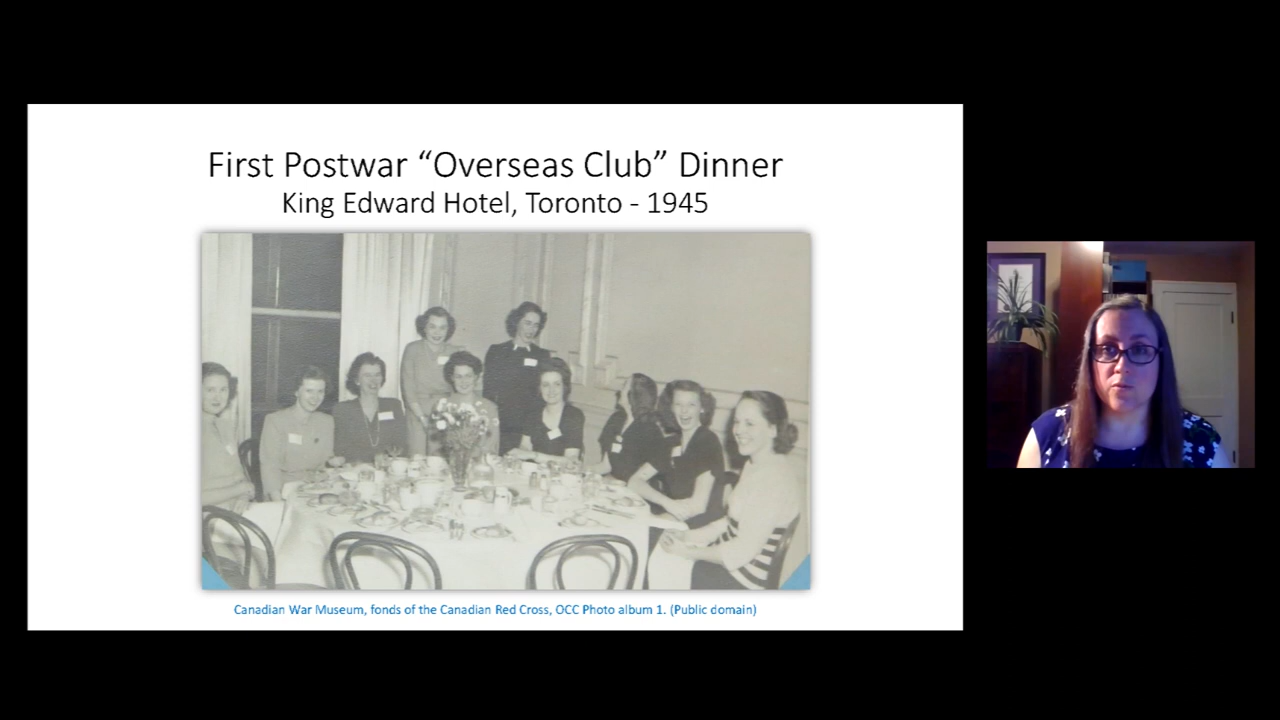 First Postwar “Overseas Club” Dinner
King Edward Hotel, Toronto - 1945
Canadian War Museum, fonds of the Canadian Red Cross, OCC Photo album 1. (Public domain)